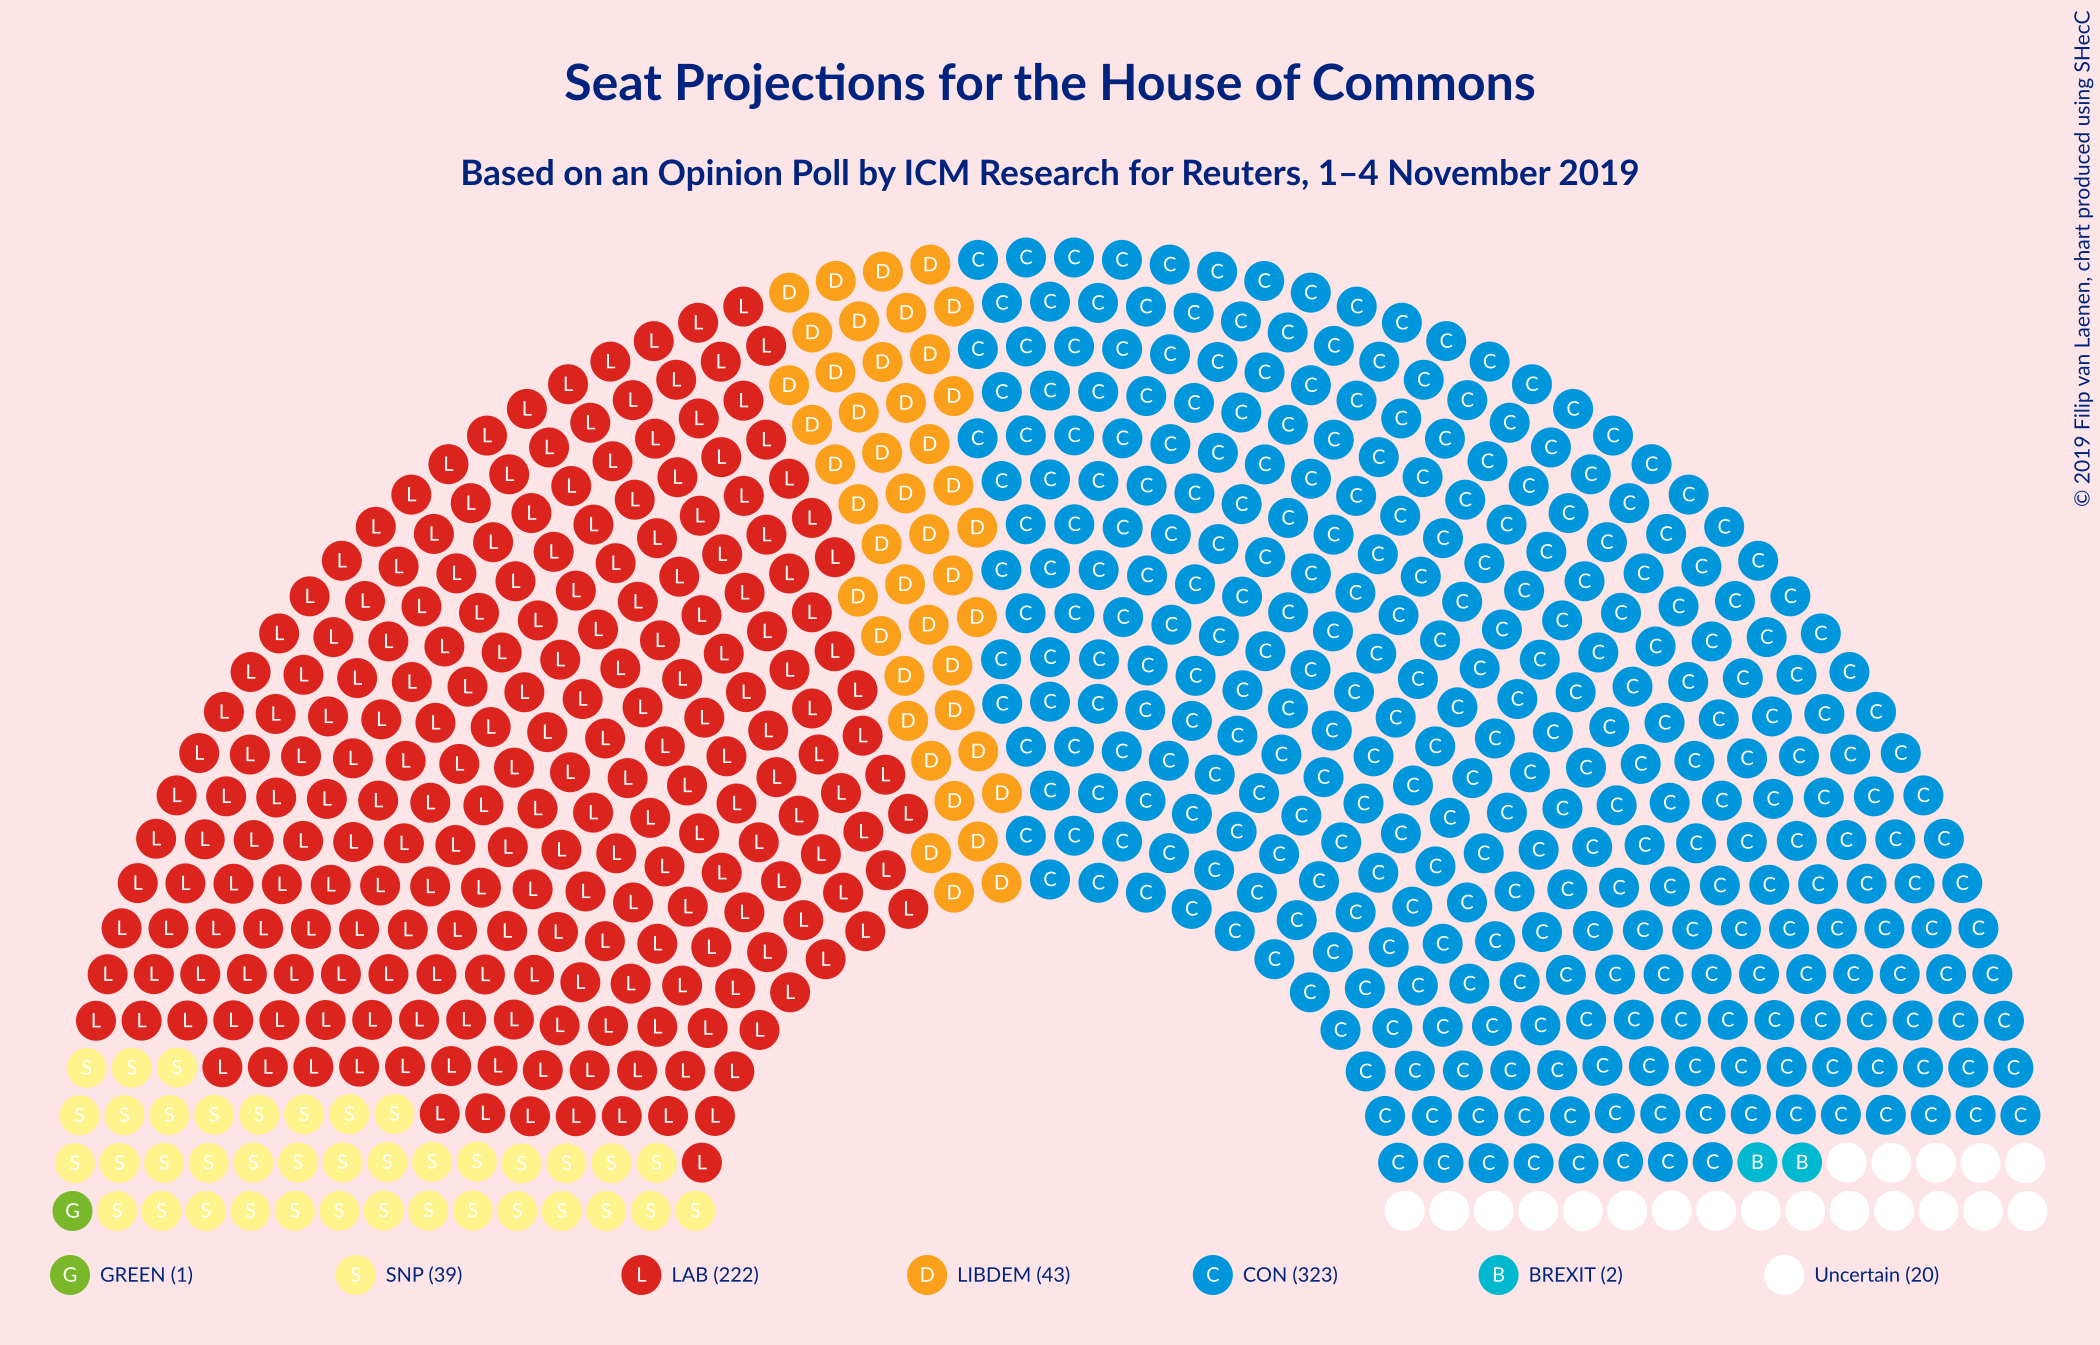 Seat Projections for the House of Commons
Based on an Opinion Poll by ICM Research for Reuters, 1–4 November 2019
© 2019 Filip van Laenen, chart produced using SHecC
G GREEN (1)
S SNP (39)
L LAB (222)
D LIBDEM (43)
C CON (323)
B BREXIT (2)
Uncertain (20)